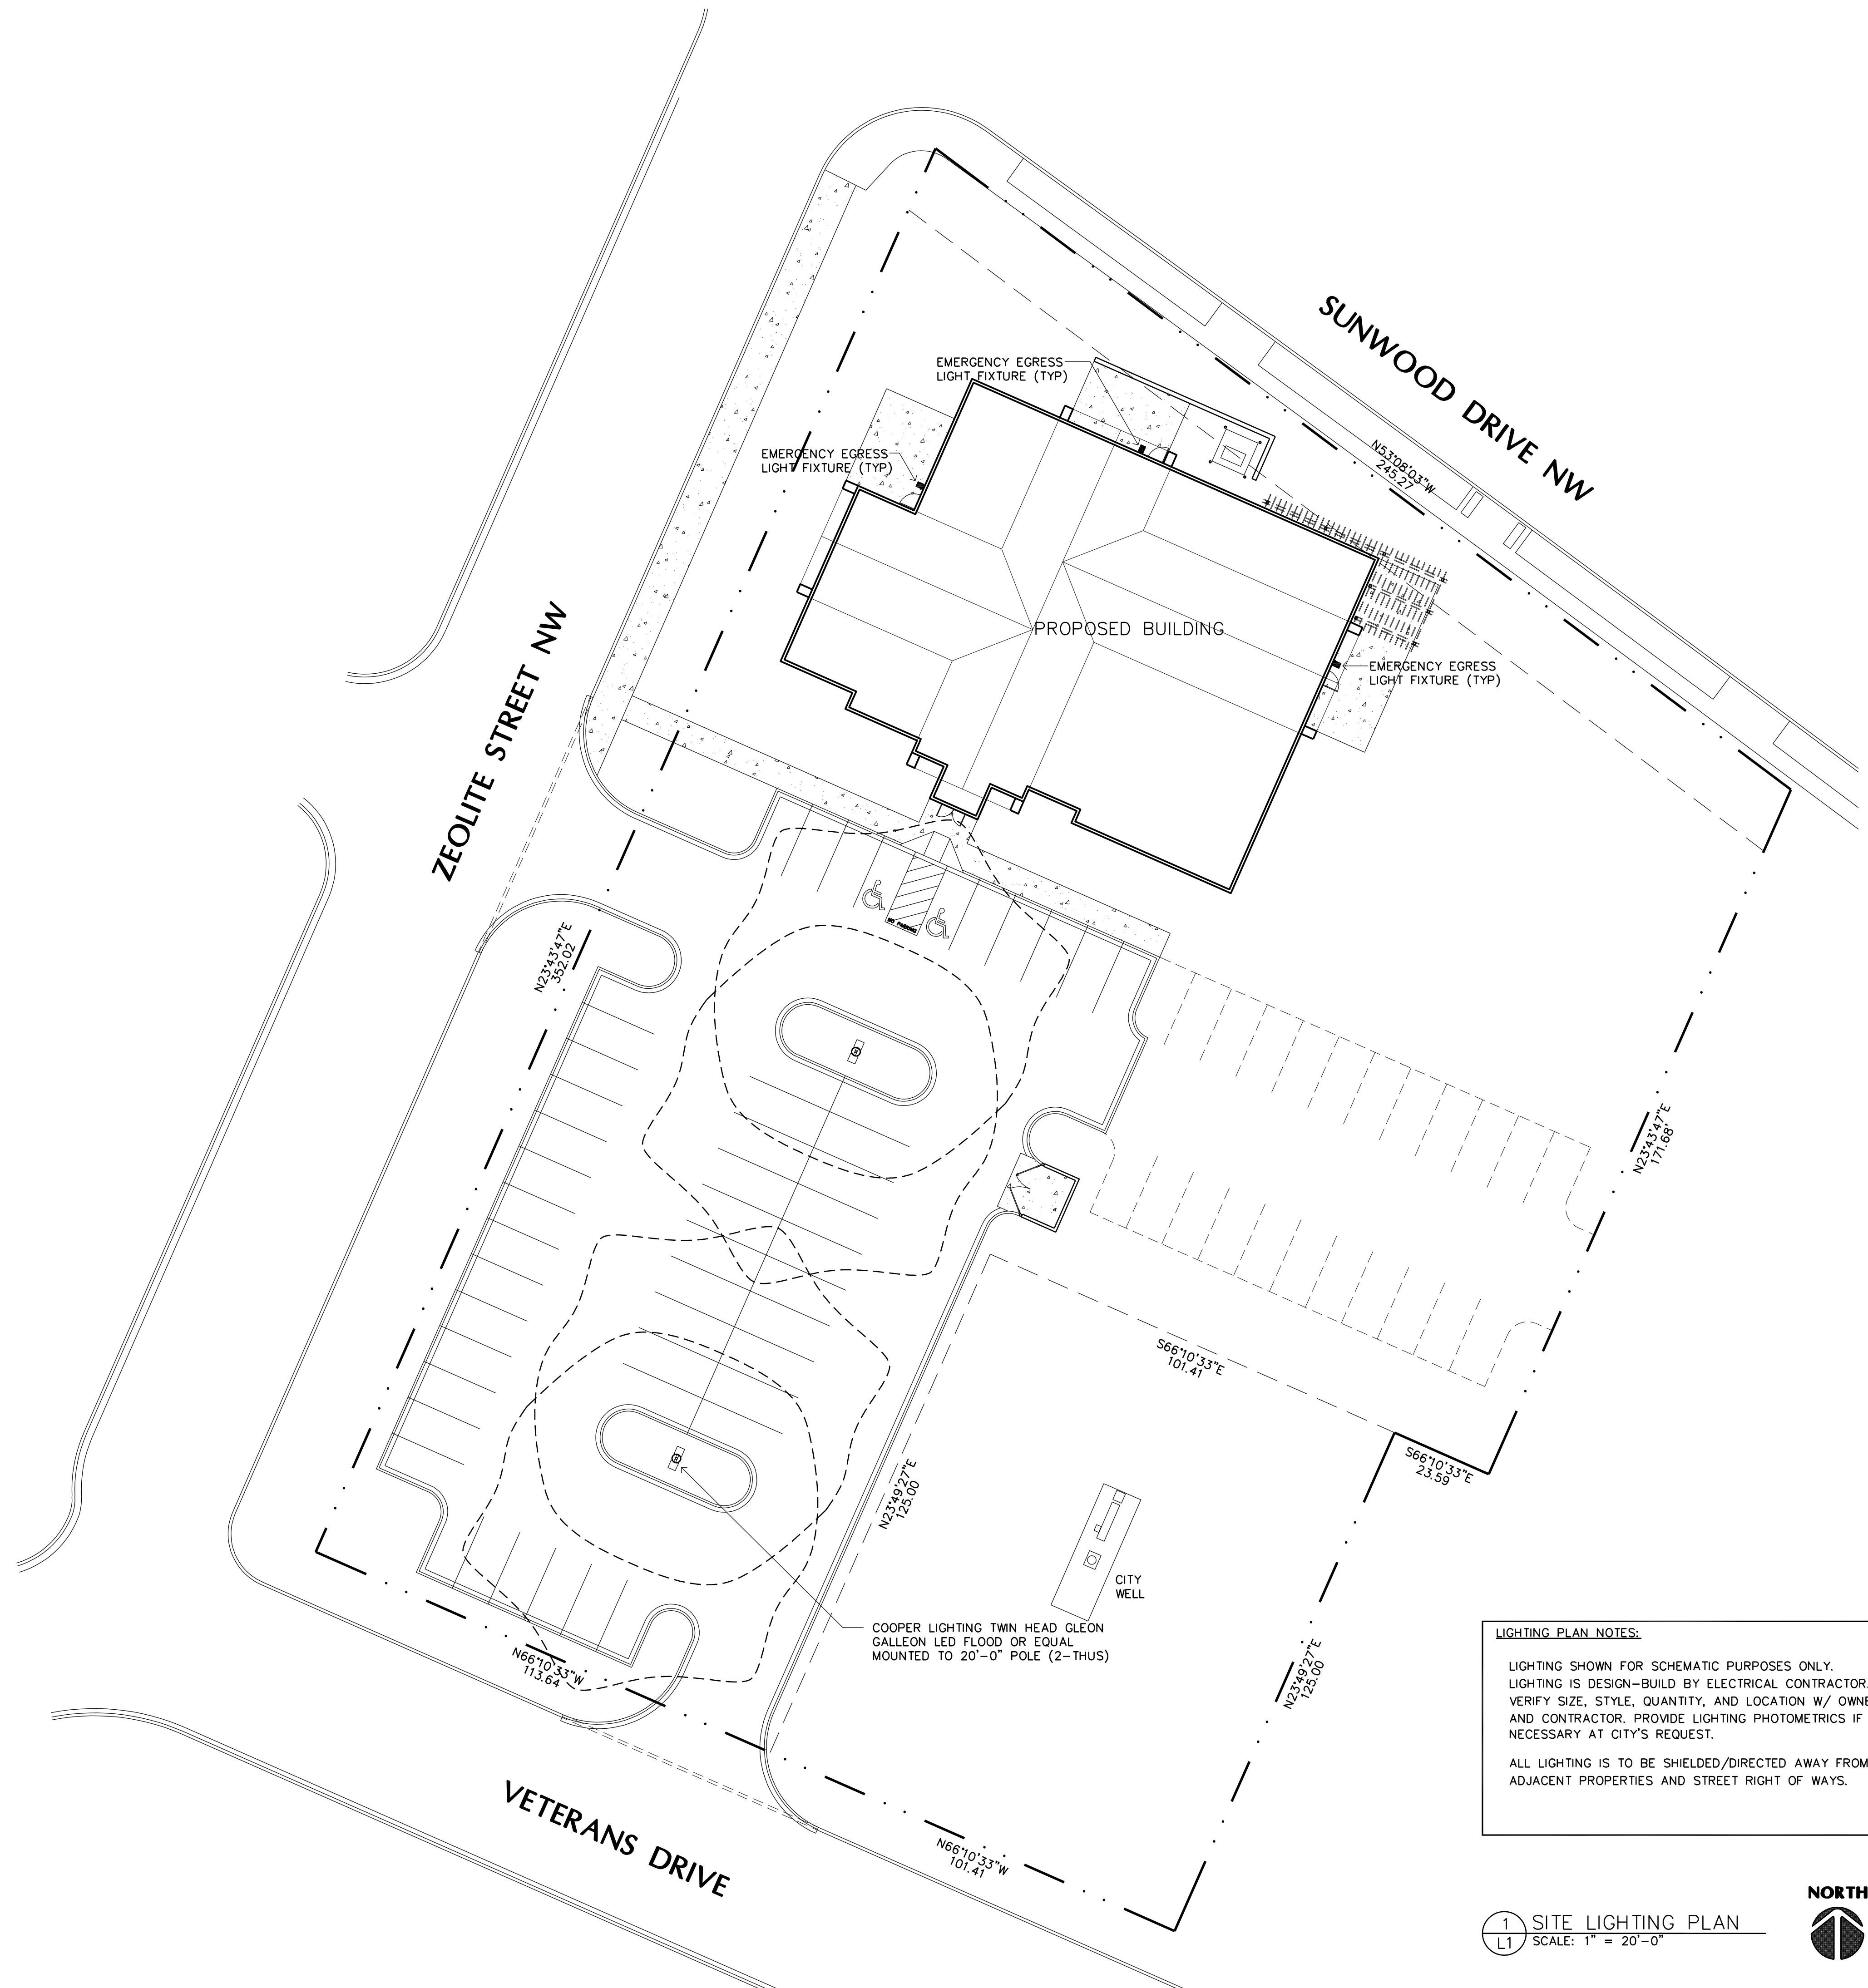 SUNWOOD DRIVE NW
EMERGENCY EGRESS
LIGHT FIXTURE (TYP)
N53°08'03"W
245.27
EMERGENCY EGRESS
LIGHT FIXTURE (TYP)
PROPOSED BUILDING
EMERGENCY EGRESS
LIGHT FIXTURE (TYP)
ZEOLITE STREET NW
NO PARKING
N23°43'47"E
352.02
N23°43'47"E
171.68'
S66°10'33"E
101.41
S66°10'33"E
23.59
N23°49'27"E
125.00
CITY
WELL
COOPER LIGHTING TWIN HEAD GLEON
GALLEON LED FLOOD OR EQUAL
MOUNTED TO 20'-0" POLE (2-THUS)
N66°10'33"W
113.64
N23°49'27"E
125.00
VETERANS DRIVE
N66°10'33"W
101.41
LIGHTING PLAN NOTES:
LIGHTING SHOWN FOR SCHEMATIC PURPOSES ONLY.
LIGHTING IS DESIGN-BUILD BY ELECTRICAL CONTRACTOR.
VERIFY SIZE, STYLE, QUANTITY, AND LOCATION W/ OWNE
AND CONTRACTOR. PROVIDE LIGHTING PHOTOMETRICS IF
NECESSARY AT CITY'S REQUEST.
ALL LIGHTING IS TO BE SHIELDED/DIRECTED AWAY FROM
ADJACENT PROPERTIES AND STREET RIGHT OF WAYS.
NORTH
1
L1
SITE LIGHTING PLAN
SCALE: 1" = 20'-0"